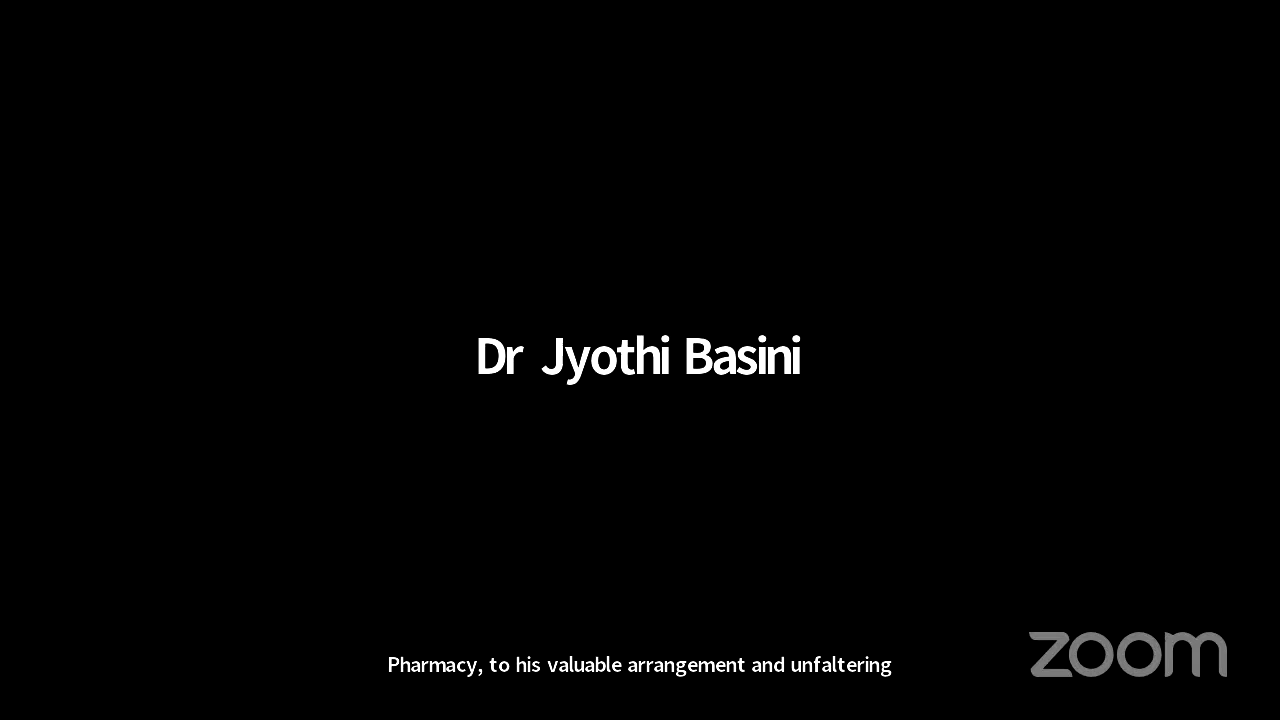 Dr Jyothi Basini
Pharmacy, to his valuable arrangement and unfaltering
zoom